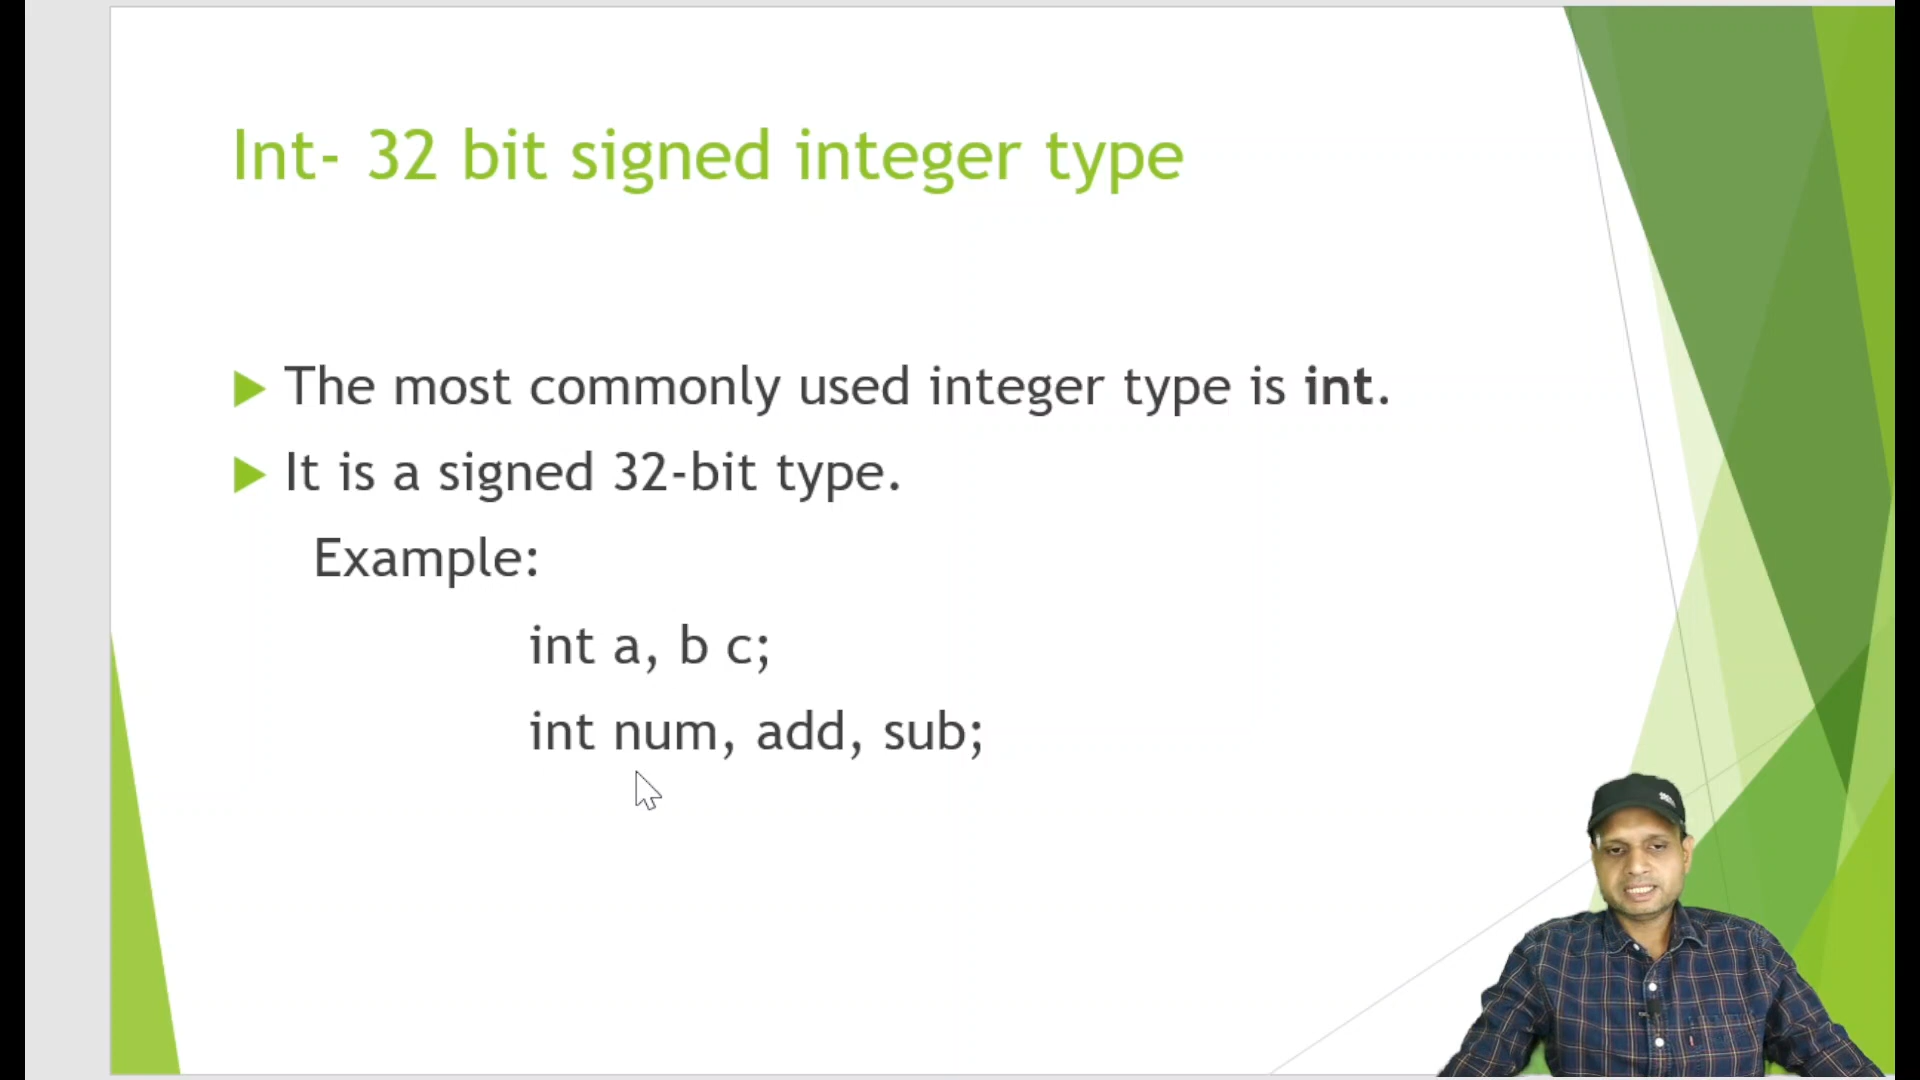 Int- 32 bit signed integer type
The most commonly used integer type is int.
It is a signed 32-bit type.
Example:
int a, b c;
int num, add, sub;